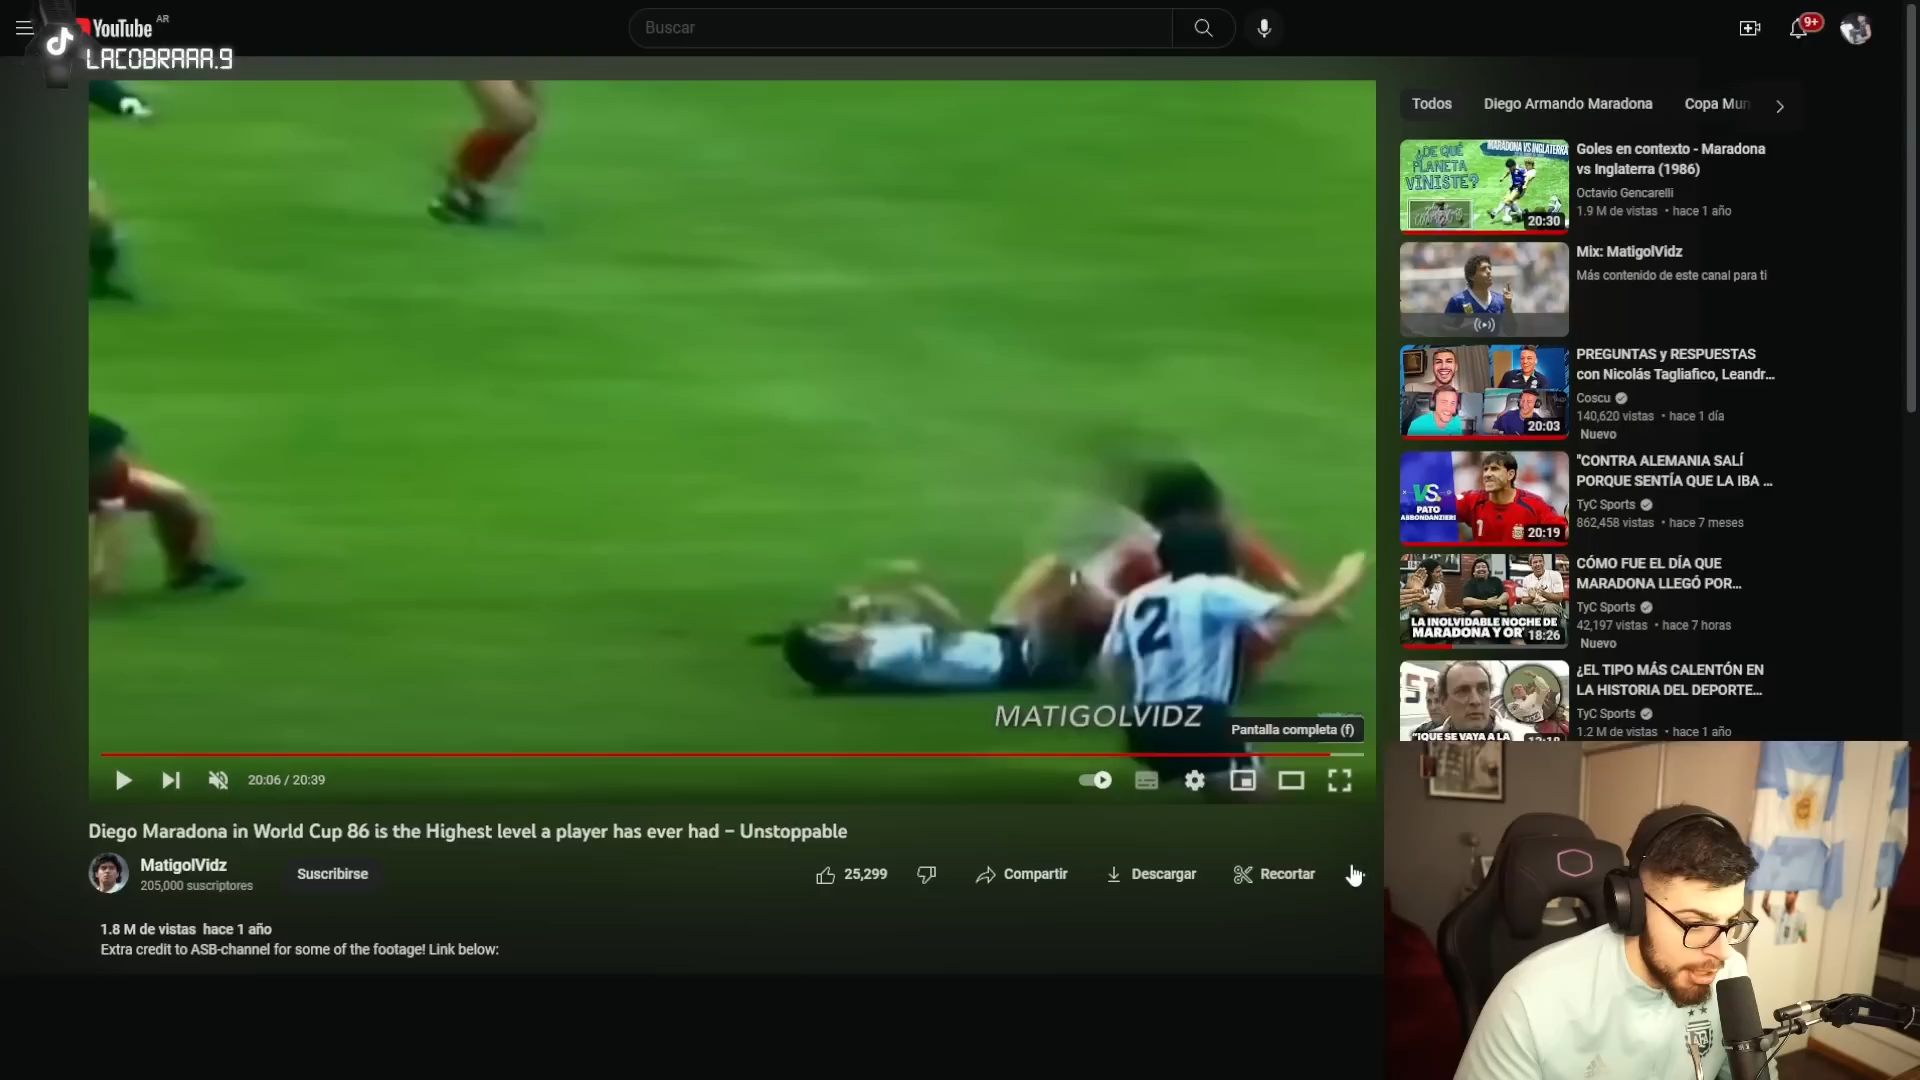 YouTube AR
LACOBRAAA.9
Buscar
9+
Todos
Diego Armando Maradona
Copa Mun
¿DE QUÉ
PLANETA
VINISTE?
MARADONA VS INGLATERRA
20:30
Goles en contexto - Maradona
vs Inglaterra (1986)
Octavio Gencarelli
1.9 M de vistas • hace 1 año
Mix: MatigolVidz
Más contenido de este canal para ti
20:03
PREGUNTAS y RESPUESTAS
con Nicolás Tagliafico, Leandr...
Coscu
140,620 vistas • hace 1 día
Nuevo
VS.
PATO
ABBONDANZIERI
1
20:19
"CONTRA ALEMANIA SALÍ
PORQUE SENTÍA QUE LA IBA ...
TyC Sports
862,458 vistas • hace 7 meses
LA INOLVIDABLE NOCHE DE
MARADONA Y OR
18:26
CÓMO FUE EL DÍA QUE
MARADONA LLEGÓ POR...
TyC Sports
42,197 vistas • hace 7 horas
Nuevo
"¡QUE SE VAYA A LA
¿EL TIPO MÁS CALENTÓN EN
LA HISTORIA DEL DEPORTE...
TyC Sports
1.2 M de vistas • hace 1 año
2
MATIGOLVIDZ
Pantalla completa (f)
20:06 / 20:39
Diego Maradona in World Cup 86 is the Highest level a player has ever had – Unstoppable
MatigolVidz
205,000 suscriptores
Suscribirse
25,299
Compartir
Descargar
Recortar
1.8 M de vistas hace 1 año
Extra credit to ASB-channel for some of the footage! Link below:
AFA